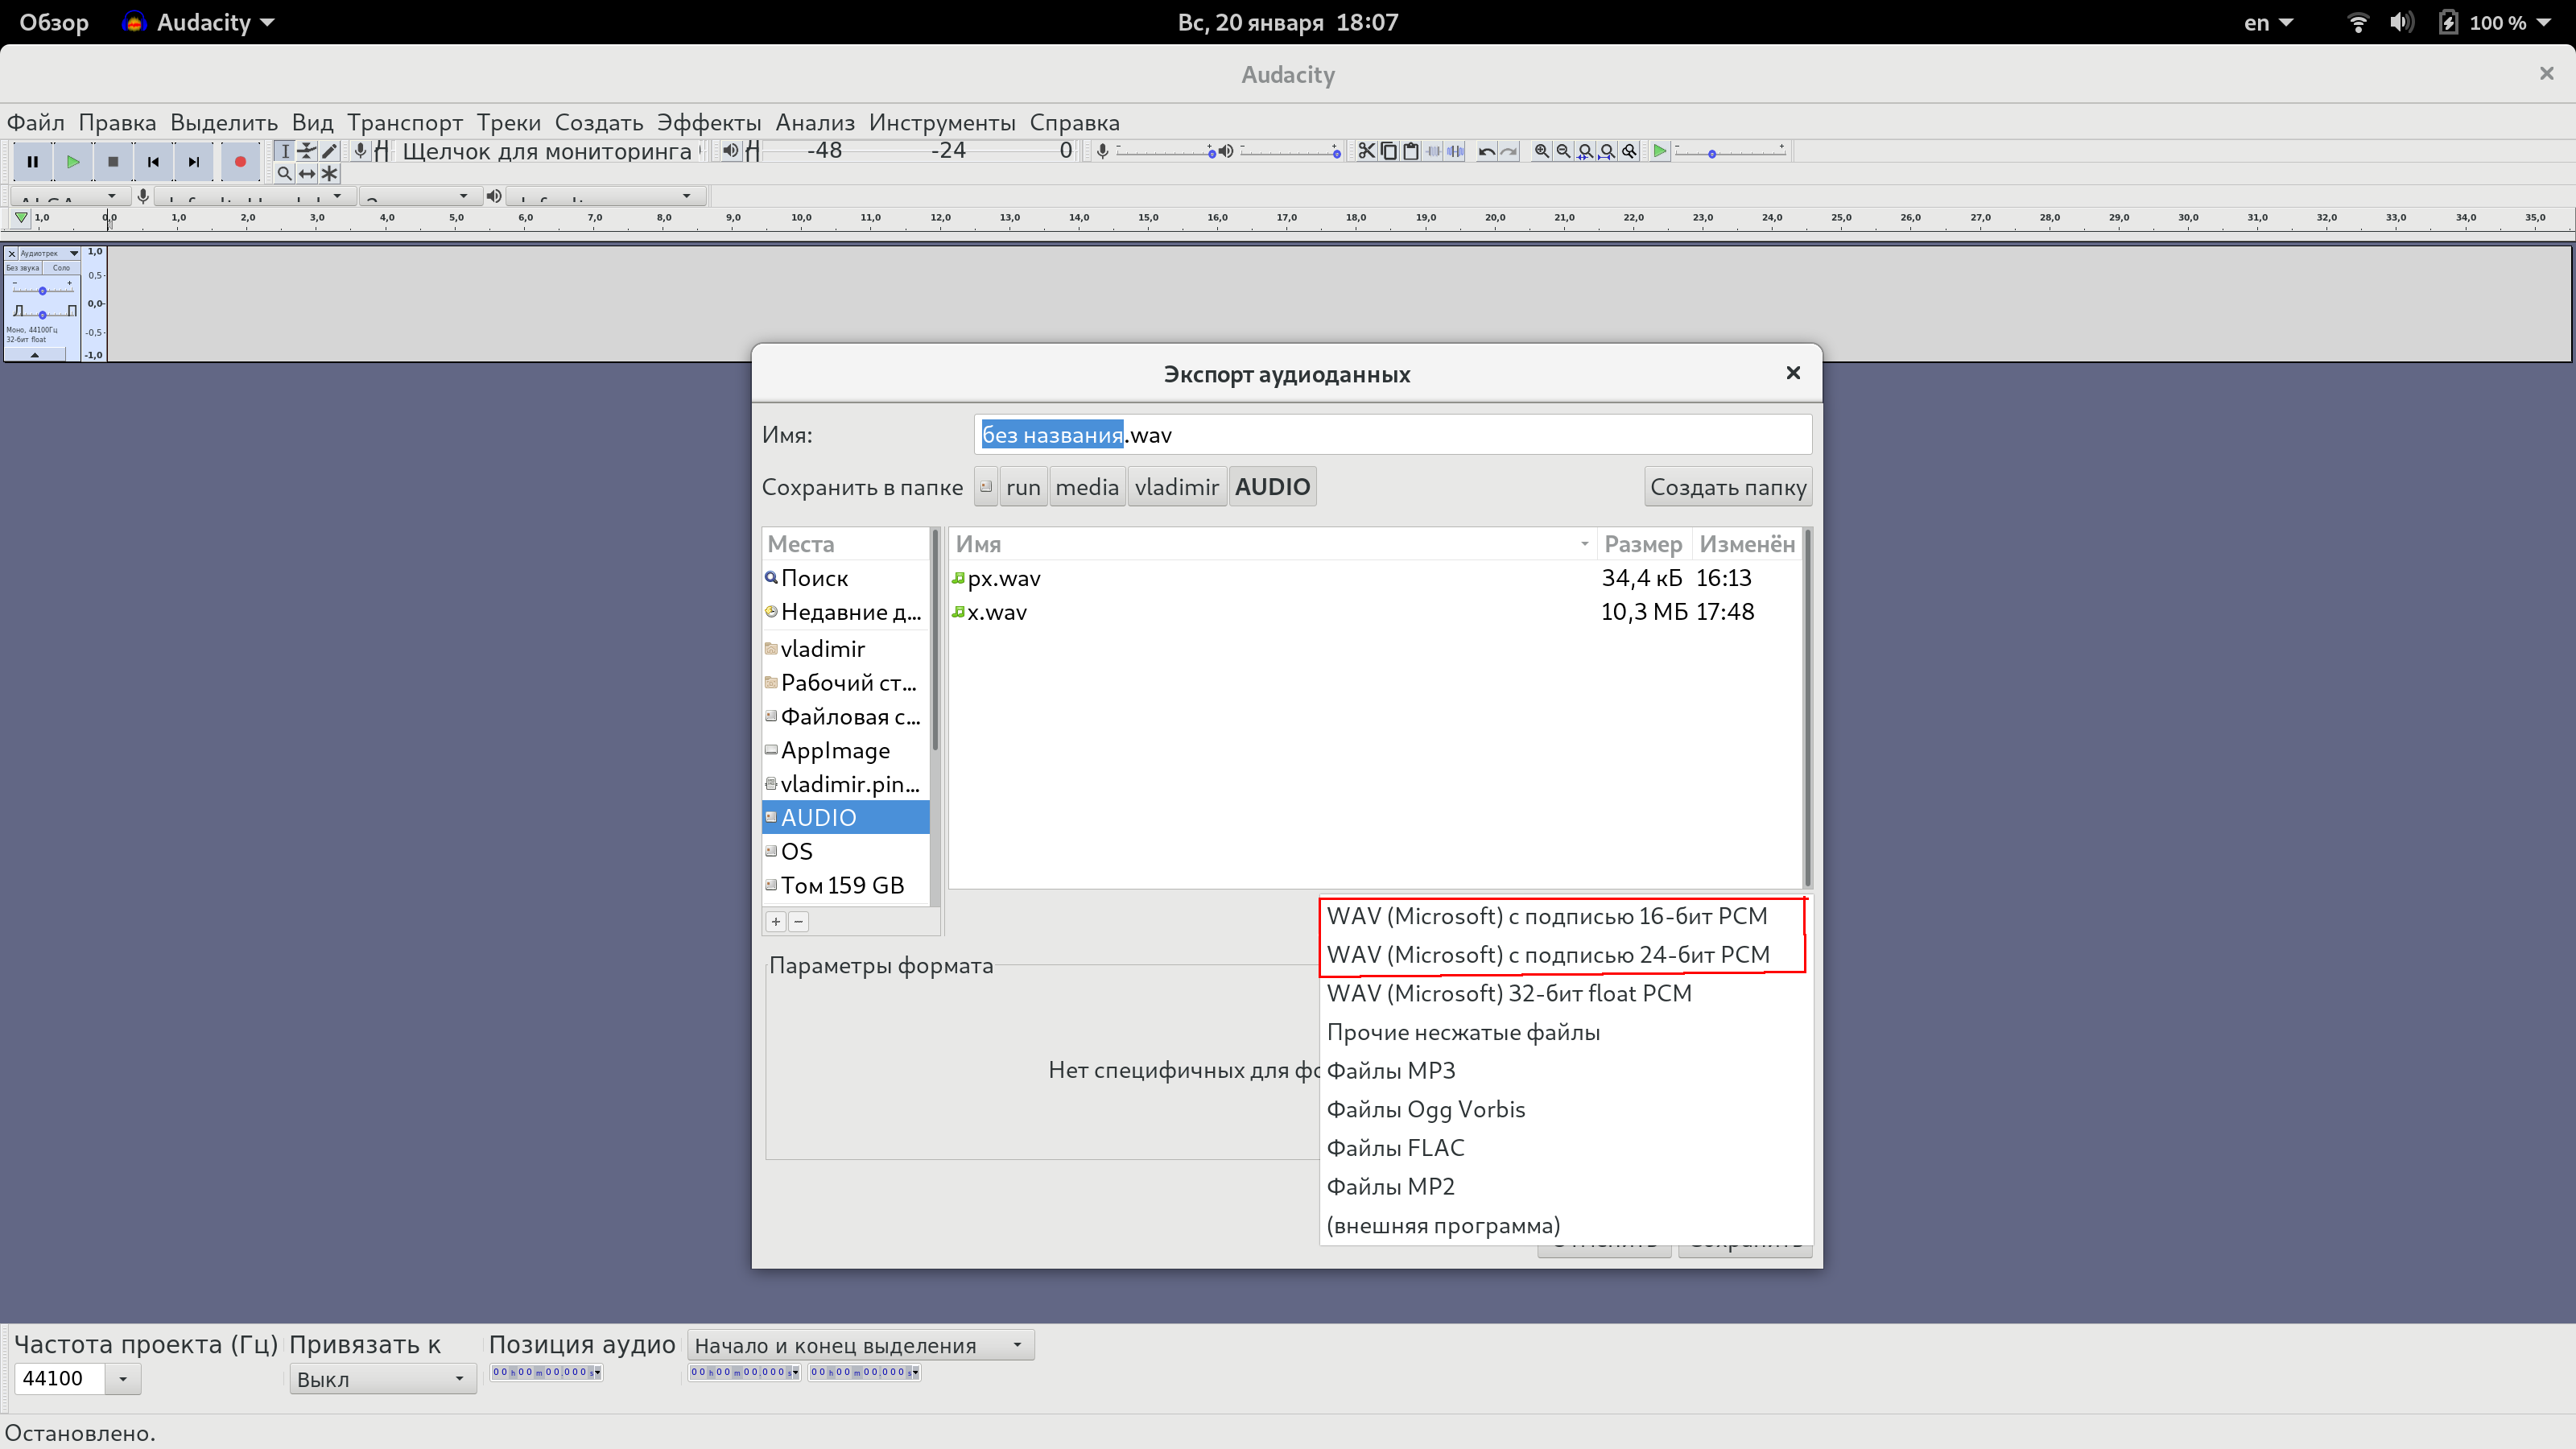 Обзор Audacity Вс, 20 января 18:07 en 100 %
Audacity
Файл Правка Выделить Вид Транспорт Треки Создать Эффекты Анализ Инструменты Справка
Щелчок для мониторинга -48 -24 0
1,0 0,0 1,0 2,0 3,0 4,0 5,0 6,0 7,0 8,0 9,0 10,0 11,0 12,0 13,0 14,0 15,0 16,0 17,0 18,0 19,0 20,0 21,0 22,0 23,0 24,0 25,0 26,0 27,0 28,0 29,0 30,0 31,0 32,0 33,0 34,0 35,0
Аудиотрек 1,0
Без звука Соло 0,5
0,0
Моно, 44100Гц -0,5
32-бит float
-1,0
Экспорт аудиоданных
Имя: без названия.wav
Сохранить в папке run media vladimir AUDIO Создать папку
Места Имя Размер Изменён
Поиск px.wav 34,4 кБ 16:13
Недавние д... x.wav 10,3 МБ 17:48
vladimir
Рабочий ст...
Файловая с...
AppImage
vladimir.pin...
AUDIO
OS
Том 159 GB
WAV (Microsoft) с подписью 16-бит PCM
WAV (Microsoft) с подписью 24-бит PCM
Параметры формата
WAV (Microsoft) 32-бит float PCM
Прочие несжатые файлы
Нет специфичных для фо
Файлы MP3
Файлы Ogg Vorbis
Файлы FLAC
Файлы MP2
(внешняя программа)
Отменить Сохранить
Частота проекта (Гц) Привязать к Позиция аудио Начало и конец выделения
44100 Выкл 00 h 00 m 00,000 s 00 h 00 m 00,000 s 00 h 00 m 00,000 s
Остановлено.